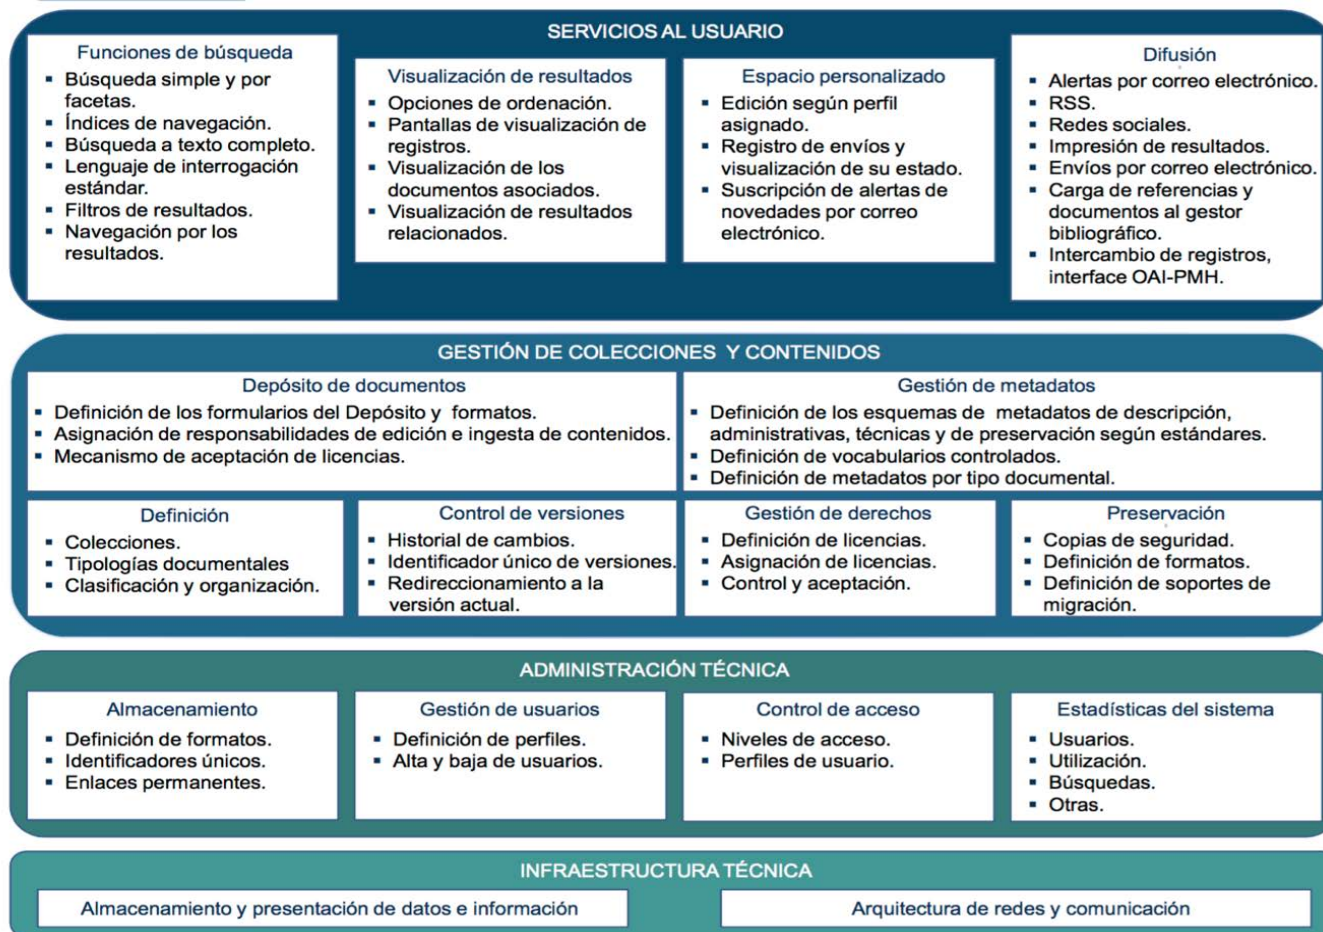 SERVICIOS AL USUARIO
Funciones de búsqueda
▪ Búsqueda simple y por
facetas.
▪ Índices de navegación.
▪ Búsqueda a texto completo.
▪ Lenguaje de interrogación
estándar.
▪ Filtros de resultados.
▪ Navegación por los
resultados.
Visualización de resultados
▪ Opciones de ordenación.
▪ Pantallas de visualización de
registros.
▪ Visualización de los
documentos asociados.
▪ Visualización de resultados
relacionados.
Espacio personalizado
▪ Edición según perfil
asignado.
▪ Registro de envíos y
visualización de su estado.
▪ Suscripción de alertas de
novedades por correo
electrónico.
Difusión
▪ Alertas por correo electrónico.
▪ RSS.
▪ Redes sociales.
▪ Impresión de resultados.
▪ Envíos por correo electrónico.
▪ Carga de referencias y
documentos al gestor
bibliográfico.
▪ Intercambio de registros,
interface OAI-PMH.
GESTIÓN DE COLECCIONES Y CONTENIDOS
Depósito de documentos
▪ Definición de los formularios del Depósito y formatos.
▪ Asignación de responsabilidades de edición e ingesta de contenidos.
▪ Mecanismo de aceptación de licencias.
Gestión de metadatos
▪ Definición de los esquemas de metadatos de descripción,
administrativas, técnicas y de preservación según estándares.
▪ Definición de vocabularios controlados.
▪ Definición de metadatos por tipo documental.
Definición
▪ Colecciones.
▪ Tipologías documentales
▪ Clasificación y organización.
Control de versiones
▪ Historial de cambios.
▪ Identificador único de versiones.
▪ Redireccionamiento a la
versión actual.
Gestión de derechos
▪ Definición de licencias.
▪ Asignación de licencias.
▪ Control y aceptación.
Preservación
▪ Copias de seguridad.
▪ Definición de formatos.
▪ Definición de soportes de
migración.
ADMINISTRACIÓN TÉCNICA
Almacenamiento
▪ Definición de formatos.
▪ Identificadores únicos.
▪ Enlaces permanentes.
Gestión de usuarios
▪ Definición de perfiles.
▪ Alta y baja de usuarios.
Control de acceso
▪ Niveles de acceso.
▪ Perfiles de usuario.
Estadísticas del sistema
▪ Usuarios.
▪ Utilización.
▪ Búsquedas.
▪ Otras.
INFRAESTRUCTURA TÉCNICA
Almacenamiento y presentación de datos e información
Arquitectura de redes y comunicación